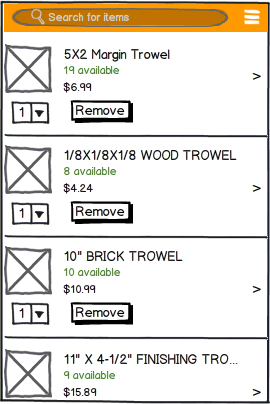 Search for items
5X2 Margin Trowel
19 available
$6.99
>
1
Remove
1/8X1/8X1/8 WOOD TROWEL
8 available
$4.24
>
1
Remove
10" BRICK TROWEL
10 available
$10.99
>
1
Remove
11" X 4-1/2" FINISHING TRO...
9 available
$15.89
>